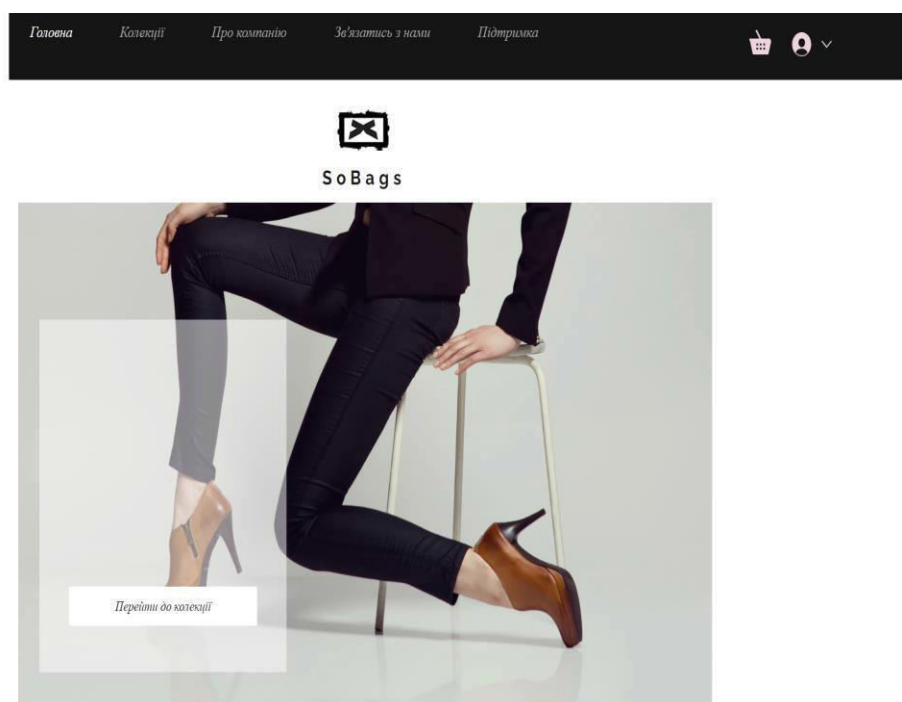 Головна Колекції Про компанію Зв'язатись з нами Підтримка
SoBags
Перейти до колекції